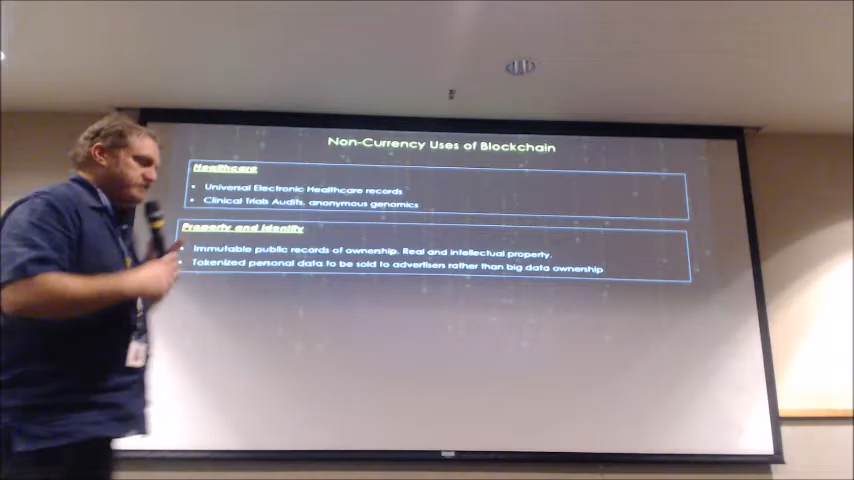 Non-Currency Uses of Blockchain
Healthcare
• Universal Electronic Healthcare records
• Clinical Trials Audits, anonymous genomics
Property and Identity
• Immutable public records of ownership. Real and intellectual property.
• Tokenized personal data to be sold to advertisers rather than big data ownership